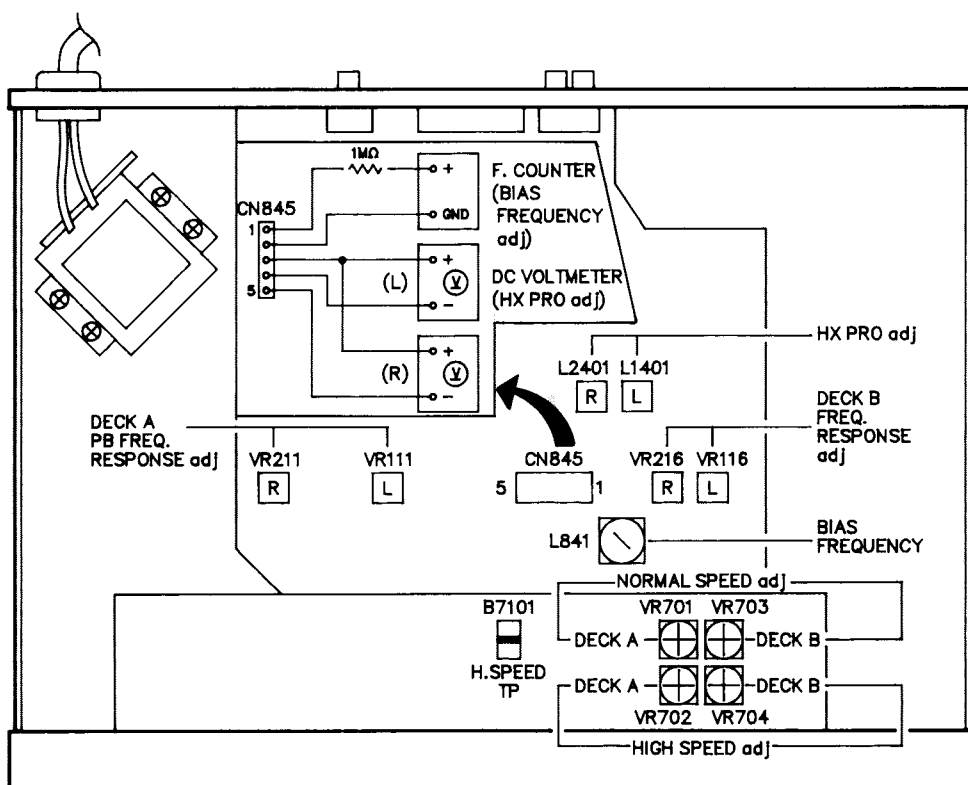 1MΩ
+
GND
F. COUNTER
(BIAS
FREQUENCY
adj)
CN845
1
5
(L)
+
V
-
DC VOLTMETER
(HX PRO adj)
(R)
+
V
-
HX PRO adj
L2401 L1401
R L
DECK A
PB FREQ.
RESPONSE adj
VR211 VR111
R L
CN845
5 1
VR216 VR116
R L
DECK B
FREQ.
RESPONSE
adj
L841
BIAS
FREQUENCY
NORMAL SPEED adj
B7101
H.SPEED
TP
VR701 VR703
DECK A DECK B
DECK A DECK B
VR702 VR704
HIGH SPEED adj